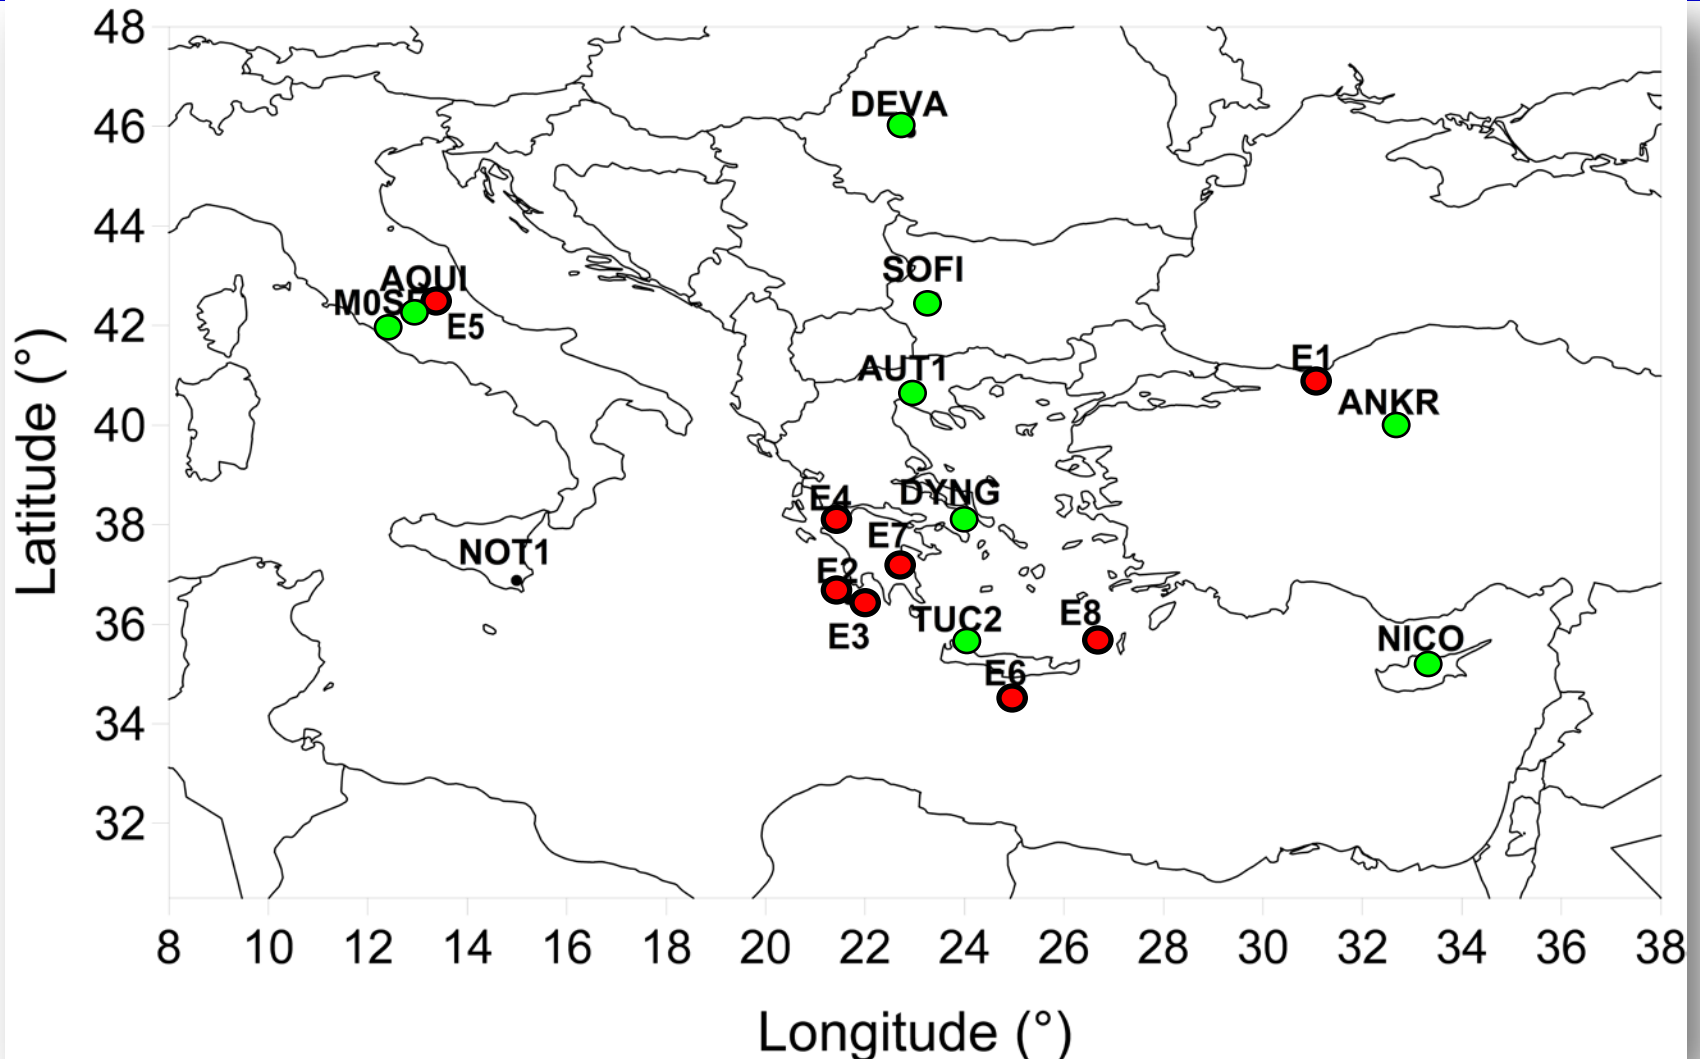 48
46
44
42
40
38
36
34
32
Latitude (°)
DEVA
SOFI
AQUI
E5
AUT1
E1
ANKR
E4
DYNG
E7
NOT1
E2
E3
TUC2
E8
E6
NICO
8 10 12 14 16 18 20 22 24 26 28 30 32 34 36 38
Longitude (°)